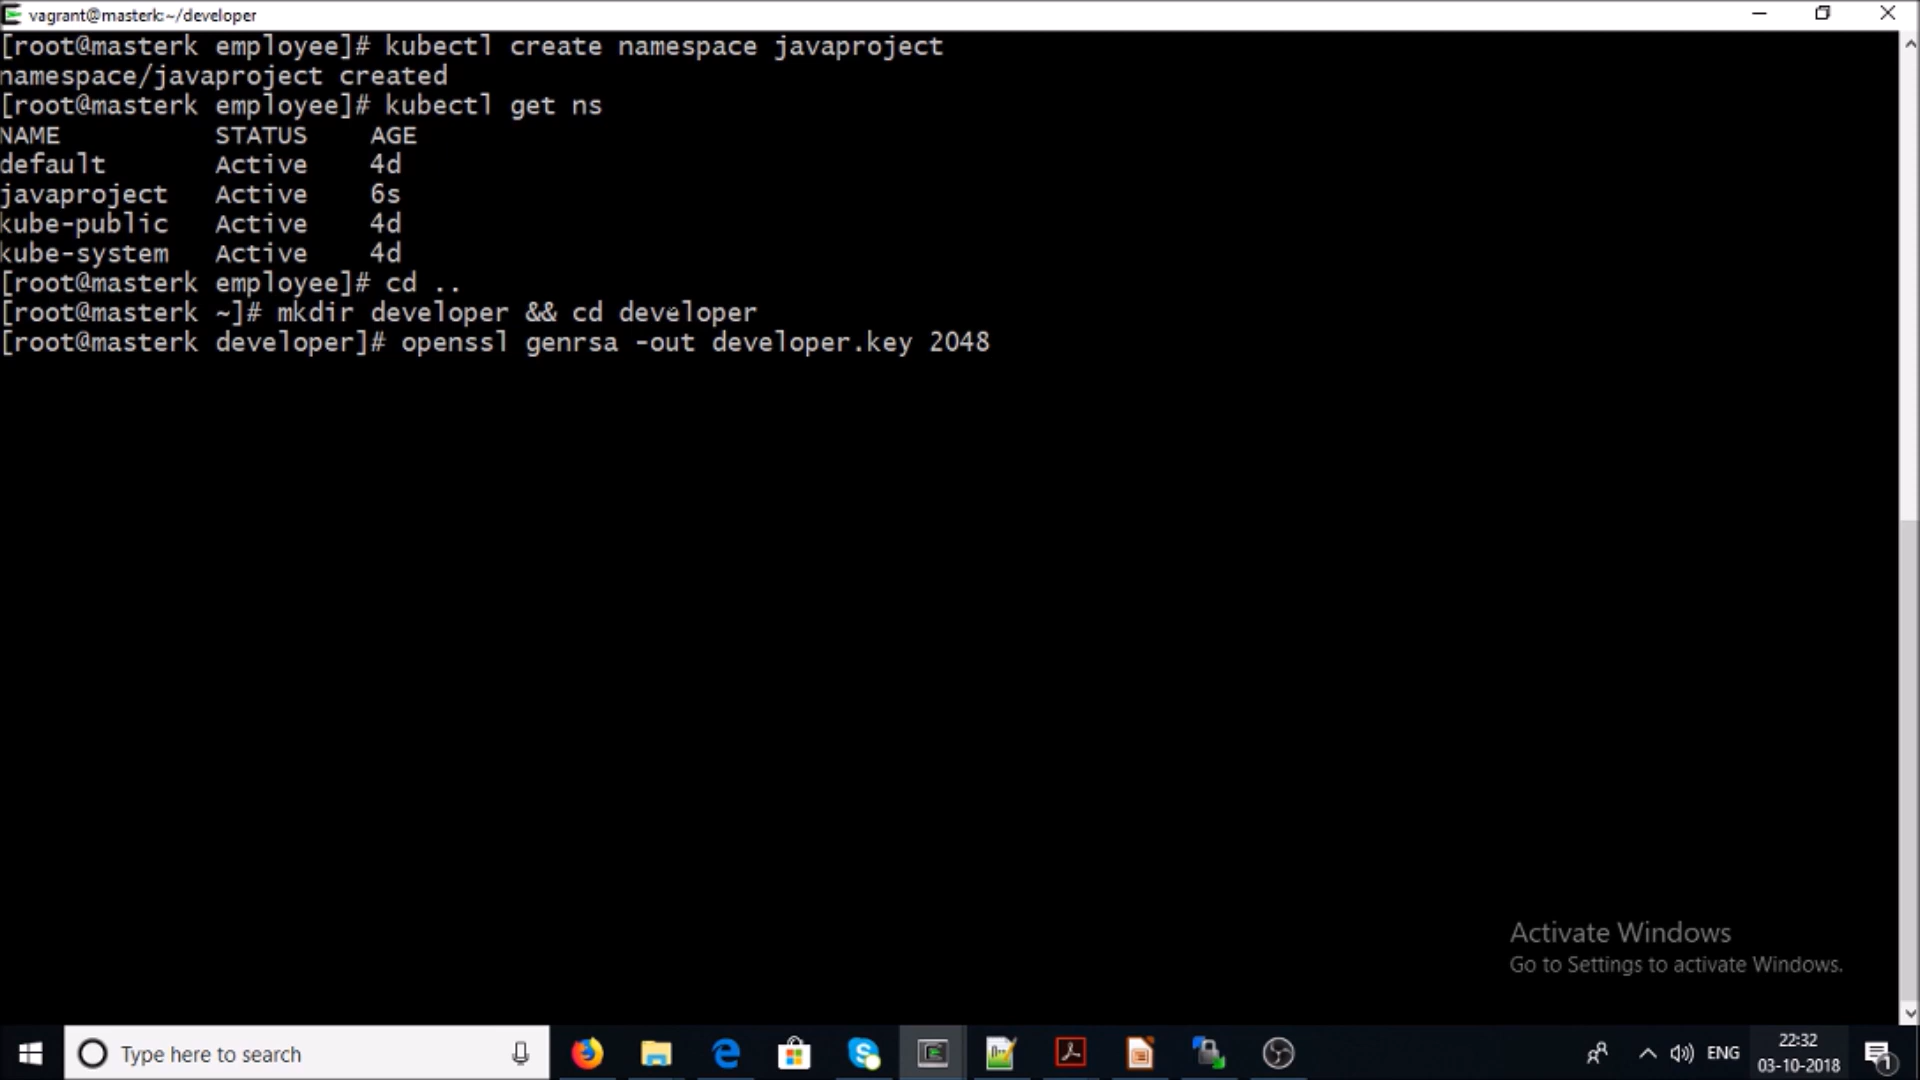 vagrant@masterk:~/developer
[root@masterk employee]# kubectl create namespace javaproject
namespace/javaproject created
[root@masterk employee]# kubectl get ns
NAME STATUS AGE
default Active 4d
javaproject Active 6s
kube-public Active 4d
kube-system Active 4d
[root@masterk employee]# cd ..
[root@masterk ~]# mkdir developer && cd developer
[root@masterk developer]# openssl genrsa -out developer.key 2048
Activate Windows
Go to Settings to activate Windows.
Type here to search
ENG
22:32
03-10-2018
1